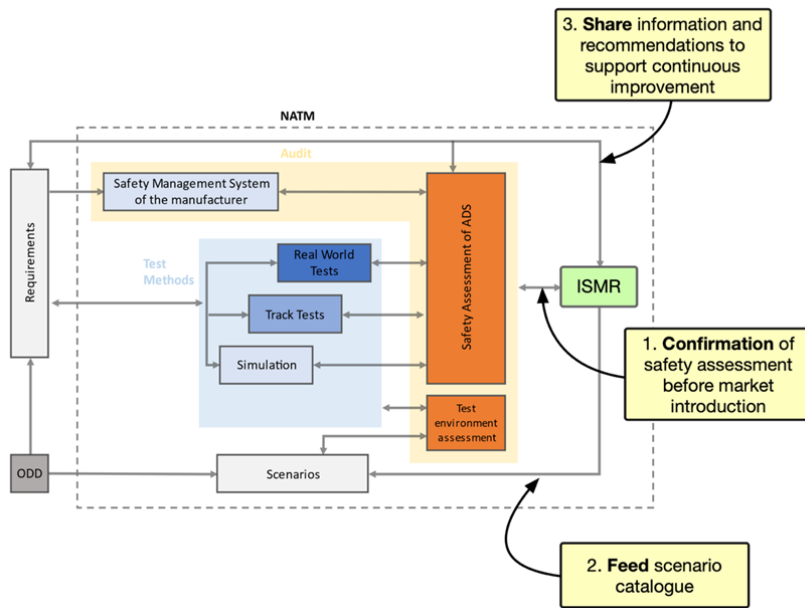 3. Share information and
recommendations to
support continuous
improvement
NATM
Audit
Safety Management System
of the manufacturer
Requirements
Safety Assessment of ADS
Test
Methods
Real World
Tests
Track Tests
Simulation
ISMR
1. Confirmation of
safety assessment
before market
introduction
Test
environment
assessment
ODD
Scenarios
2. Feed scenario
catalogue